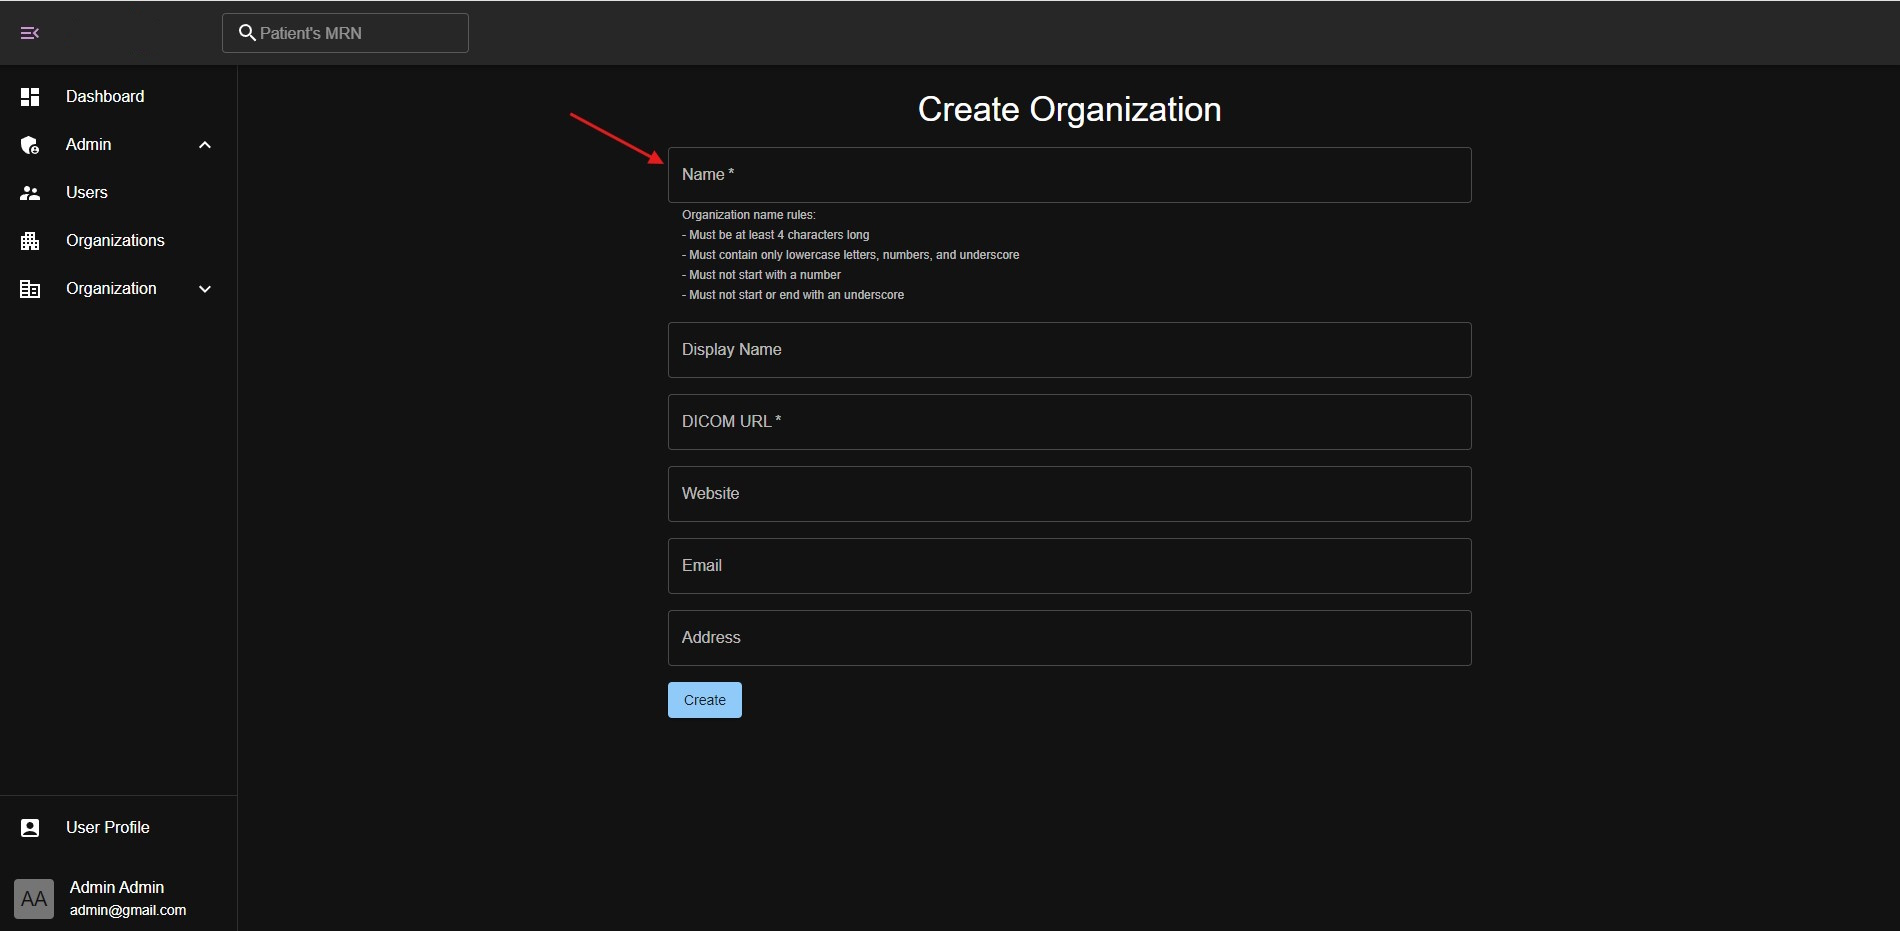 Patient's MRN
Dashboard
Admin
Users
Organizations
Organization
User Profile
AA
Admin Admin
admin@gmail.com
Create Organization
Name *
Organization name rules:
- Must be at least 4 characters long
- Must contain only lowercase letters, numbers, and underscore
- Must not start with a number
- Must not start or end with an underscore
Display Name
DICOM URL *
Website
Email
Address
Create